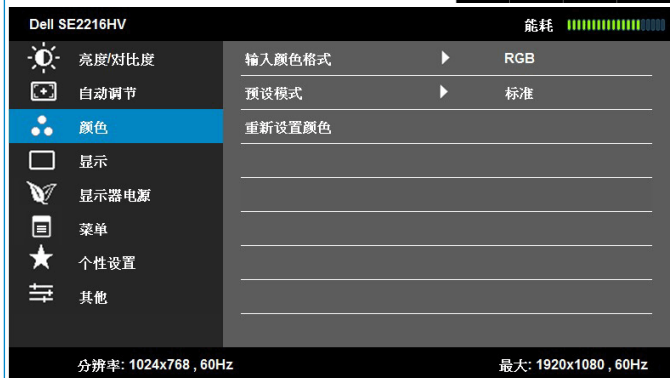 Dell SE2216HV 能耗
亮度/对比度 输入颜色格式 RGB
自动调节 预设模式 标准
颜色 重新设置颜色
显示
显示器电源
菜单
个性设置
其他
分辨率: 1024x768 , 60Hz 最大: 1920x1080 , 60Hz